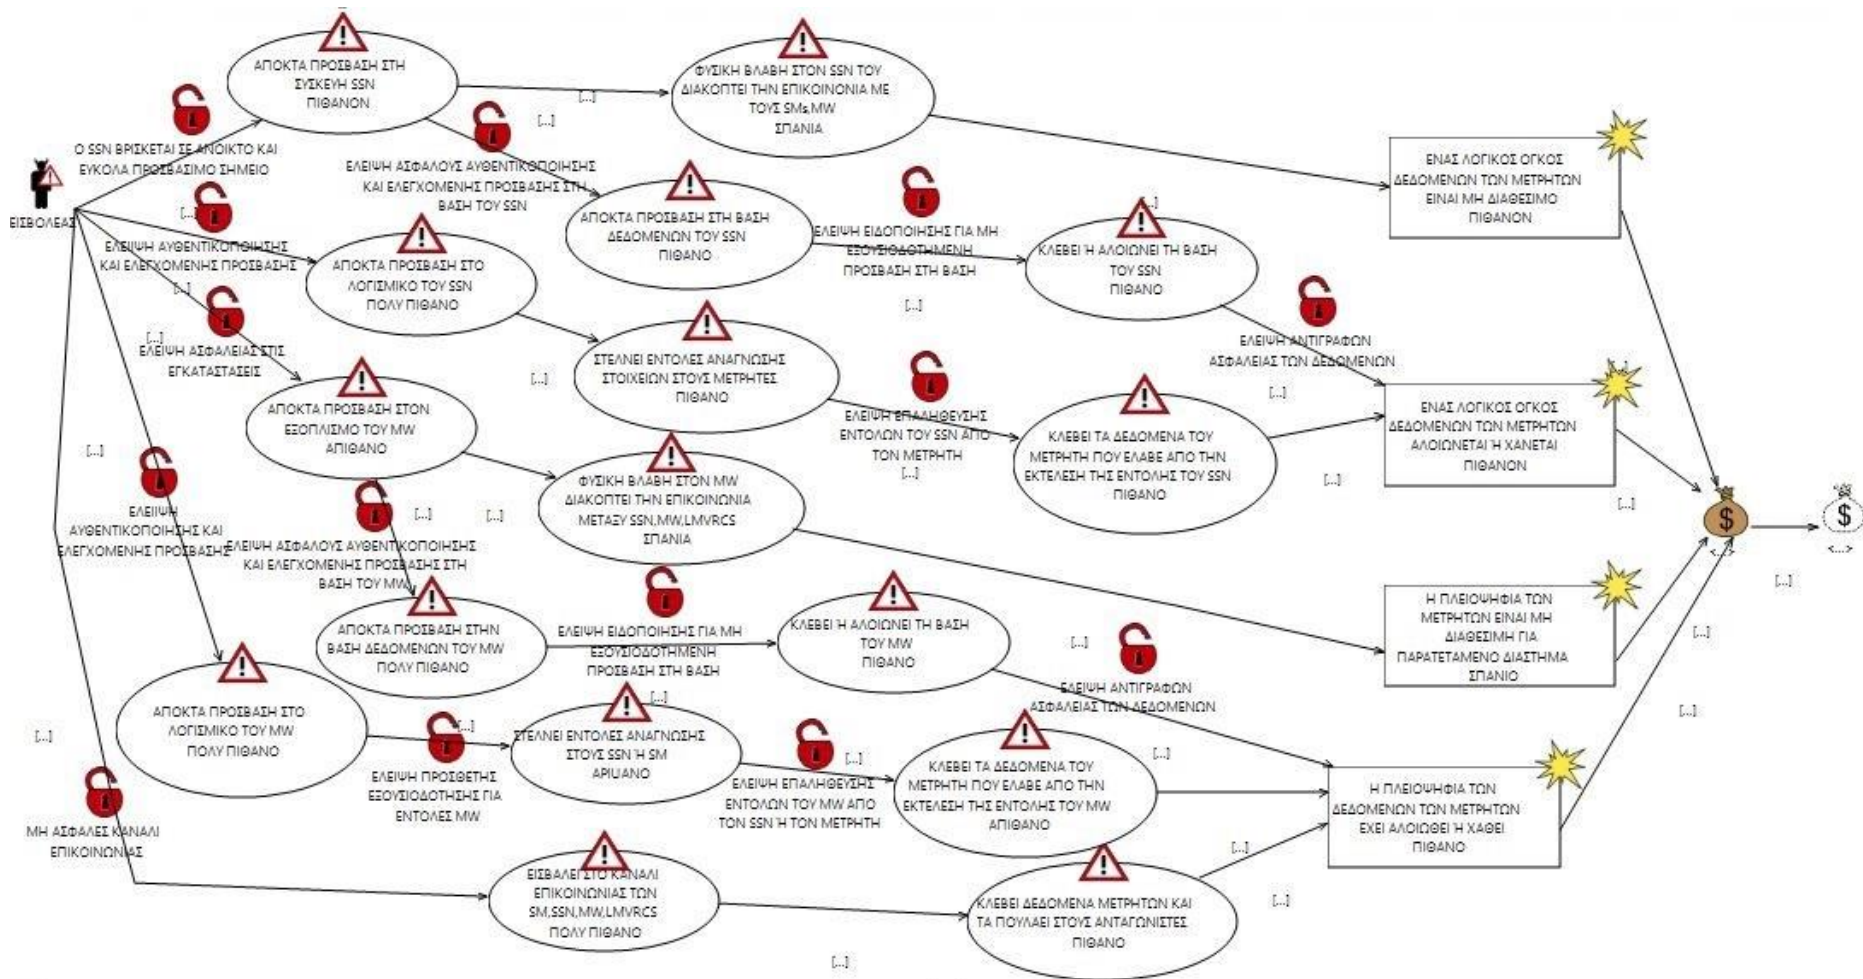 ΑΠΟΚΤΑ ΠΡΟΣΒΑΣΗ ΣΤΗ
ΣΥΣΚΕΥΗ SSN
ΠΙΘΑΝΟΝ
ΦΥΣΙΚΗ ΒΛΑΒΗ ΣΤΟΝ SSN ΤΟΥ
ΔΙΑΚΟΠΤΕΙ ΤΗΝ ΕΠΙΚΟΙΝΟΝΙΑ ΜΕ
ΤΟΥΣ SMs,MW
ΣΠΑΝΙΑ
[...]
[...]
Ο SSN ΒΡΙΣΚΕΤΑΙ ΣΕ ΑΝΟΙΚΤΟ ΚΑΙ
ΕΥΚΟΛΑ ΠΡΟΣΒΑΣΙΜΟ ΣΗΜΕΙΟ
ΕΙΣΒΟΛΕΑΣ
ΕΛΕΙΨΗ ΑΣΦΑΛΟΥΣ ΑΥΘΕΝΤΙΚΟΠΟΙΗΣΗΣ
ΚΑΙ ΕΛΕΓΧΟΜΕΝΗΣ ΠΡΟΣΒΑΣΗΣ ΣΤΗ
ΒΑΣΗ ΤΟΥ SSN
ΕΝΑΣ ΛΟΓΙΚΟΣ ΟΓΚΟΣ
ΔΕΔΟΜΕΝΩΝ ΤΩΝ ΜΕΤΡΗΤΩΝ
ΕΙΝΑΙ ΜΗ ΔΙΑΘΕΣΙΜΟ
ΠΙΘΑΝΟΝ
[...]
ΑΠΟΚΤΑ ΠΡΟΣΒΑΣΗ ΣΤΗ ΒΑΣΗ
ΔΕΔΟΜΕΝΩΝ ΤΟΥ SSN
ΠΙΘΑΝΟ
ΕΛΕΙΨΗ ΕΙΔΟΠΟΙΗΣΗΣ ΓΙΑ ΜΗ
ΕΞΟΥΣΙΟΔΟΤΗΜΕΝΗ
ΠΡΟΣΒΑΣΗ ΣΤΗ ΒΑΣΗ
[...]
ΚΛΕΒΕΙ Ή ΑΛΟΙΩΝΕΙ ΤΗ ΒΑΣΗ
ΤΟΥ SSN
ΠΙΘΑΝΟ
ΕΛΕΙΨΗ ΑΥΘΕΝΤΙΚΟΠΟΙΗΣΗΣ
ΚΑΙ ΕΛΕΓΧΟΜΕΝΗΣ ΠΡΟΣΒΑΣΗΣ
[...]
ΑΠΟΚΤΑ ΠΡΟΣΒΑΣΗ ΣΤΟ
ΛΟΓΙΣΜΙΚΟ ΤΟΥ SSN
ΠΟΛΥ ΠΙΘΑΝΟ
[...]
ΕΛΕΙΨΗ ΑΝΤΙΓΡΑΦΩΝ
ΑΣΦΑΛΕΙΑΣ ΤΩΝ ΔΕΔΟΜΕΝΩΝ
[...]
ΕΛΕΙΨΗ ΑΣΦΑΛΕΙΑΣ ΣΤΙΣ
ΕΓΚΑΤΑΣΤΑΣΕΙΣ
ΣΤΕΛΝΕΙ ΕΝΤΟΛΕΣ ΑΝΑΓΝΩΣΗΣ
ΣΤΟΙΧΕΙΩΝ ΣΤΟΥΣ ΜΕΤΡΗΤΕΣ
ΠΙΘΑΝΟ
[...]
[...]
ΕΝΑΣ ΛΟΓΙΚΟΣ ΟΓΚΟΣ
ΔΕΔΟΜΕΝΩΝ ΤΩΝ ΜΕΤΡΗΤΩΝ
ΑΛΟΙΩΝΕΤΑΙ Ή ΧΑΝΕΤΑΙ
ΠΙΘΑΝΟΝ
ΑΠΟΚΤΑ ΠΡΟΣΒΑΣΗ ΣΤΟΝ
ΕΞΟΠΛΙΣΜΟ ΤΟΥ MW
ΑΠΙΘΑΝΟ
ΕΛΕΙΨΗ ΕΠΑΛΗΘΕΥΣΗΣ
ΕΝΤΟΛΩΝ ΤΟΥ SSN ΑΠΟ
ΤΟΝ ΜΕΤΡΗΤΗ
[...]
ΚΛΕΒΕΙ ΤΑ ΔΕΔΟΜΕΝΑ ΤΟΥ
ΜΕΤΡΗΤΗ ΠΟΥ ΕΛΑΒΕ ΑΠΟ ΤΗΝ
ΕΚΤΕΛΕΣΗ ΤΗΣ ΕΝΤΟΛΗΣ ΤΟΥ SSN
ΠΙΘΑΝΟ
[...]
[...]
[...]
ΦΥΣΙΚΗ ΒΛΑΒΗ ΣΤΟΝ MW
ΔΙΑΚΟΠΤΕΙ ΤΗΝ ΕΠΙΚΟΙΝΩΝΙΑ
ΜΕΤΑΞΥ SSN,MW,LMVRCS
ΣΠΑΝΙΑ
[...]
[...]
$
$
<...>
<...>
[...]
ΕΛΕΙΨΗ
ΑΥΘΕΝΤΙΚΟΠΟΙΗΣΗΣ ΚΑΙ
ΕΛΕΓΧΟΜΕΝΗΣ ΠΡΟΣΒΑΣΗΣ
ΕΛΕΙΨΗ ΑΣΦΑΛΟΥΣ ΑΥΘΕΝΤΙΚΟΠΟΙΗΣΗΣ
ΚΑΙ ΕΛΕΓΧΟΜΕΝΗΣ ΠΡΟΣΒΑΣΗΣ ΣΤΗ
ΒΑΣΗ ΤΟΥ MW
ΑΠΟΚΤΑ ΠΡΟΣΒΑΣΗ ΣΤΗΝ
ΒΑΣΗ ΔΕΔΟΜΕΝΩΝ ΤΟΥ MW
ΠΟΛΥ ΠΙΘΑΝΟ
ΕΛΕΙΨΗ ΕΙΔΟΠΟΙΗΣΗΣ ΓΙΑ ΜΗ
ΕΞΟΥΣΙΟΔΟΤΗΜΕΝΗ
ΠΡΟΣΒΑΣΗ ΣΤΗ ΒΑΣΗ
[...]
ΚΛΕΒΕΙ Ή ΑΛΟΙΩΝΕΙ ΤΗ ΒΑΣΗ
ΤΟΥ MW
ΠΙΘΑΝΟ
[...]
Η ΠΛΕΙΟΨΗΦΙΑ ΤΩΝ
ΜΕΤΡΗΤΩΝ ΕΙΝΑΙ ΜΗ
ΔΙΑΘΕΣΙΜΗ ΓΙΑ
ΠΑΡΑΤΕΤΑΜΕΝΟ ΔΙΑΣΤΗΜΑ
ΣΠΑΝΙΟ
[...]
[...]
ΕΛΕΙΨΗ ΑΝΤΙΓΡΑΦΩΝ
ΑΣΦΑΛΕΙΑΣ ΤΩΝ ΔΕΔΟΜΕΝΩΝ
[...]
ΑΠΟΚΤΑ ΠΡΟΣΒΑΣΗ ΣΤΟ
ΛΟΓΙΣΜΙΚΟ ΤΟΥ MW
ΠΟΛΥ ΠΙΘΑΝΟ
[...]
ΕΛΕΙΨΗ ΠΡΟΣΘΕΤΗΣ
ΕΞΟΥΣΙΟΔΟΤΗΣΗΣ ΓΙΑ
ΕΝΤΟΛΕΣ MW
ΣΤΕΛΝΕΙ ΕΝΤΟΛΕΣ ΑΝΑΓΝΩΣΗΣ
ΣΤΟΥΣ SSN Ή SM
ΑΡΙUΑΝΟ
[...]
ΕΛΕΙΨΗ ΕΠΑΛΗΘΕΥΣΗΣ
ΕΝΤΟΛΩΝ ΤΟΥ MW ΑΠΟ
ΤΟΝ SSN Ή ΤΟΝ ΜΕΤΡΗΤΗ
ΚΛΕΒΕΙ ΤΑ ΔΕΔΟΜΕΝΑ ΤΟΥ
ΜΕΤΡΗΤΗ ΠΟΥ ΕΛΑΒΕ ΑΠΟ ΤΗΝ
ΕΚΤΕΛΕΣΗ ΤΗΣ ΕΝΤΟΛΗΣ ΤΟΥ MW
ΑΠΙΘΑΝΟ
[...]
Η ΠΛΕΙΟΨΗΦΙΑ ΤΩΝ
ΔΕΔΟΜΕΝΩΝ ΤΩΝ ΜΕΤΡΗΤΩΝ
ΕΧΕΙ ΑΛΟΙΩΘΕΙ Ή ΧΑΘΕΙ
ΠΙΘΑΝΟ
ΜΗ ΑΣΦΑΛΕΣ ΚΑΝΑΛΙ
ΕΠΙΚΟΙΝΩΝΙΑΣ
[...]
ΕΙΣΒΑΛΕΙ ΣΤΟ ΚΑΝΑΛΙ
ΕΠΙΚΟΙΝΩΝΙΑΣ ΤΩΝ
SM,SSN,MW,LMVRCS
ΠΟΛΥ ΠΙΘΑΝΟ
ΚΛΕΒΕΙ ΔΕΔΟΜΕΝΑ ΜΕΤΡΗΤΩΝ ΚΑΙ
ΤΑ ΠΟΥΛΑΕΙ ΣΤΟΥΣ ΑΝΤΑΓΩΝΙΣΤΕΣ
ΠΙΘΑΝΟ
[...]
[...]